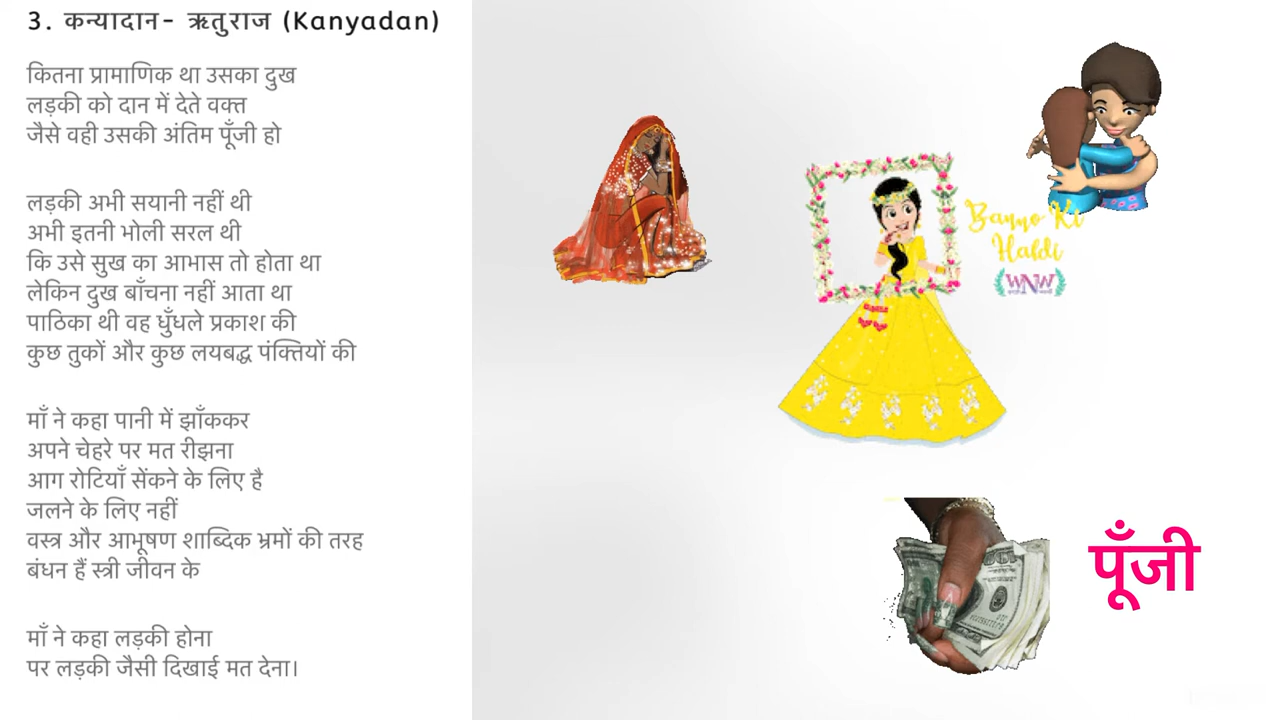 3. कन्यादान- ऋतुराज (Kanyadan)
कितना प्रामाणिक था उसका दुख
लड़की को दान में देते वक्त
जैसे वही उसकी अंतिम पूँजी हो
लड़की अभी सयानी नहीं थी
अभी इतनी भोली सरल थी
कि उसे सुख का आभास तो होता था
लेकिन दुख बाँचना नहीं आता था
पाठिका थी वह धुँधले प्रकाश की
कुछ तुकों और कुछ लयबद्ध पंक्तियों की
माँ ने कहा पानी में झाँककर
अपने चेहरे पर मत रीझना
आग रोटियाँ सेंकने के लिए है
जलने के लिए नहीं
वस्त्र और आभूषण शाब्दिक भ्रमों की तरह
बंधन हैं स्त्री जीवन के
माँ ने कहा लड़की होना
पर लड़की जैसी दिखाई मत देना।
Banno Ki
Haldi
WNW
पूँजी